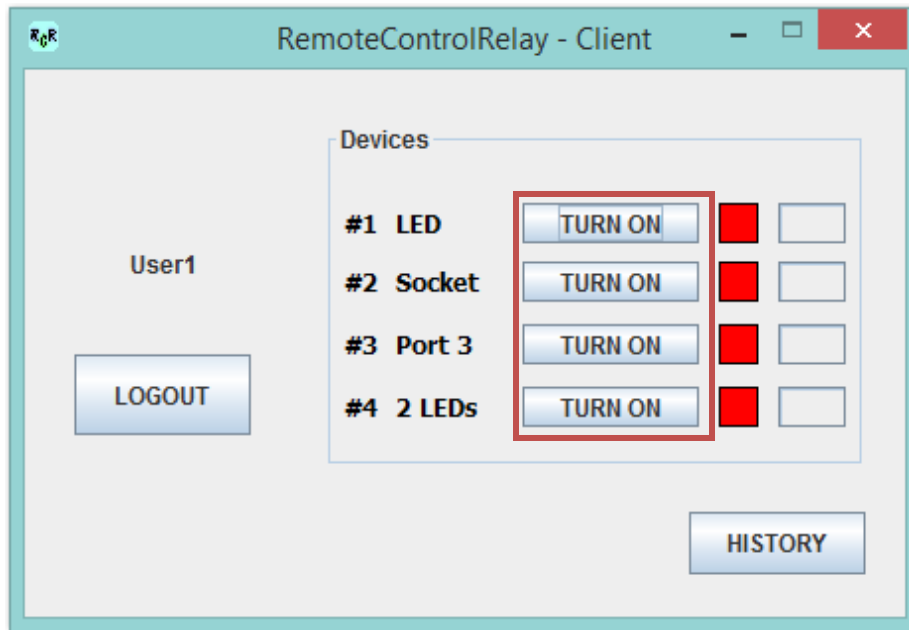 RCR
RemoteControlRelay - Client
Devices
#1 LED TURN ON
User1
#2 Socket TURN ON
#3 Port 3 TURN ON
LOGOUT
#4 2 LEDs TURN ON
HISTORY